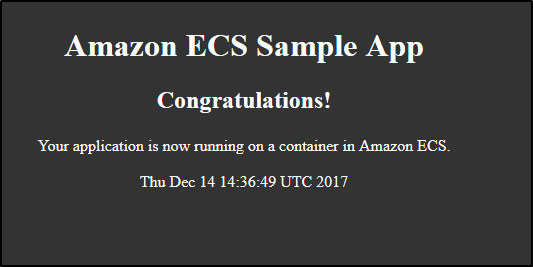 Amazon ECS Sample App
Congratulations!
Your application is now running on a container in Amazon ECS.
Thu Dec 14 14:36:49 UTC 2017